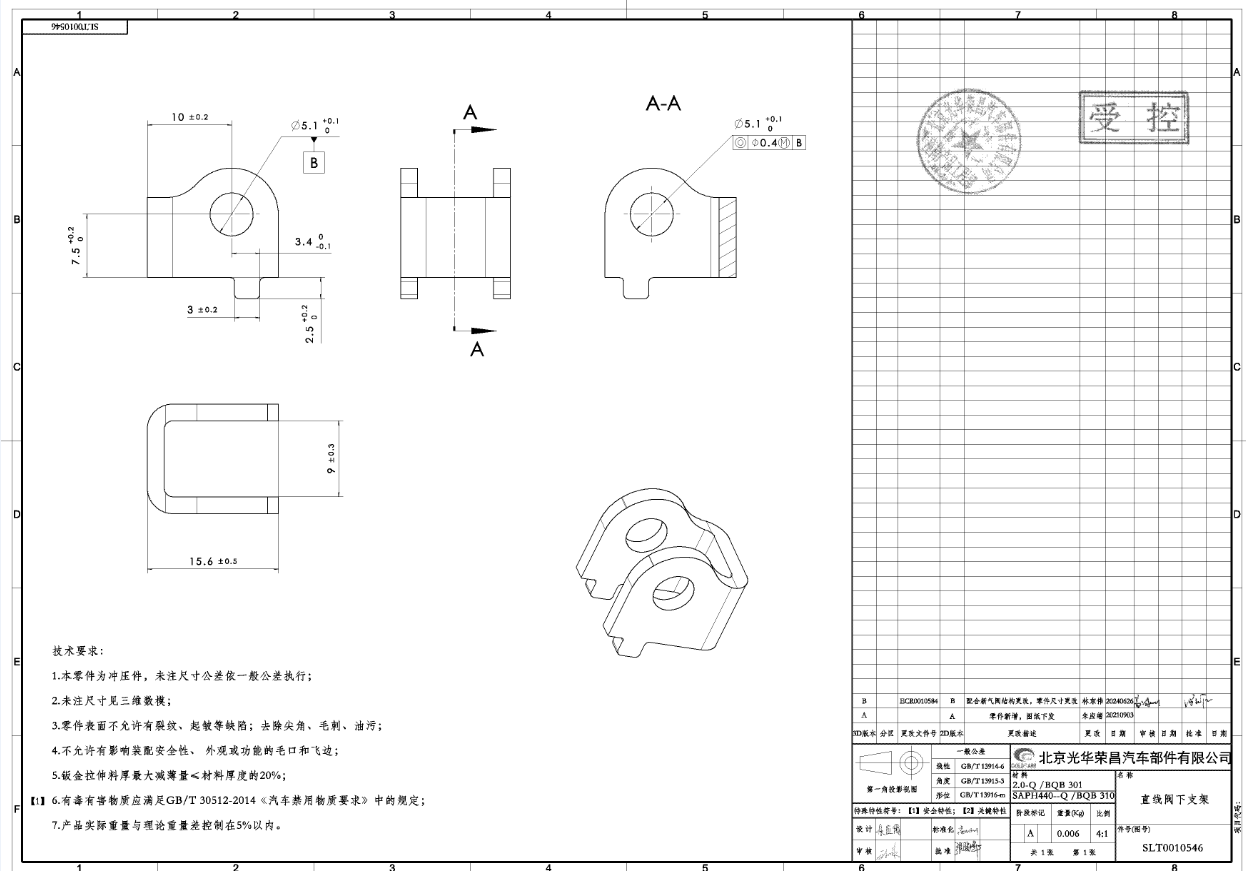 1 2 3 4 5 6 7 8
SLT0010546
A
B
C
D
E
F
A-A
A
A
10 ±0.2
∅5.1 +0.1 0
B
7.5 +0.2 0
3.4 0 -0.1
3 ±0.2
2.5 +0.2 0
∅5.1 +0.1 0
◎ ∅0.4Ⓜ B
9 ±0.3
15.6 ±0.5
受控
技术要求：
1.本零件为冲压件，未注尺寸公差依一般公差执行；
2.未注尺寸见三维数模；
3.零件表面不允许有裂纹、起皱等缺陷；去除尖角、毛刺、油污；
4.不允许有影响装配安全性、外观或功能的毛口和飞边；
5.钣金拉伸料厚最大减薄量≤材料厚度的20%；
【1】6.有毒有害物质应满足GB/T 30512-2014《汽车禁用物质要求》中的规定；
7.产品实际重量与理论重量差控制在5%以内。
B ECR0010584 B 配合新气阀结构更改，零件尺寸更改 20240626
A A 零件新增，图纸下发 20210903
3D版本 分区 更改文件号 2D版本 更改描述 更改 日期 审核 日期 批准 日期
第一角投影视图
一般公差
线性 GB/T 13914-6
角度 GB/T 13915-3
形位 GB/T 13916-m
特殊特性符号：【1】安全特性；【2】关键特性
设计 标准化
审核 批准
北京光华荣昌汽车部件有限公司
材料
2.0-Q /BQB 301
SAPH440--Q /BQB 310
名称
直线阀下支架
阶段标记 重量(Kg) 比例
A 0.006 4:1
共 1 张 第 1 张
件号(图号)
SLT0010546
项目代号:
1 2 3 4 5 6 7 8